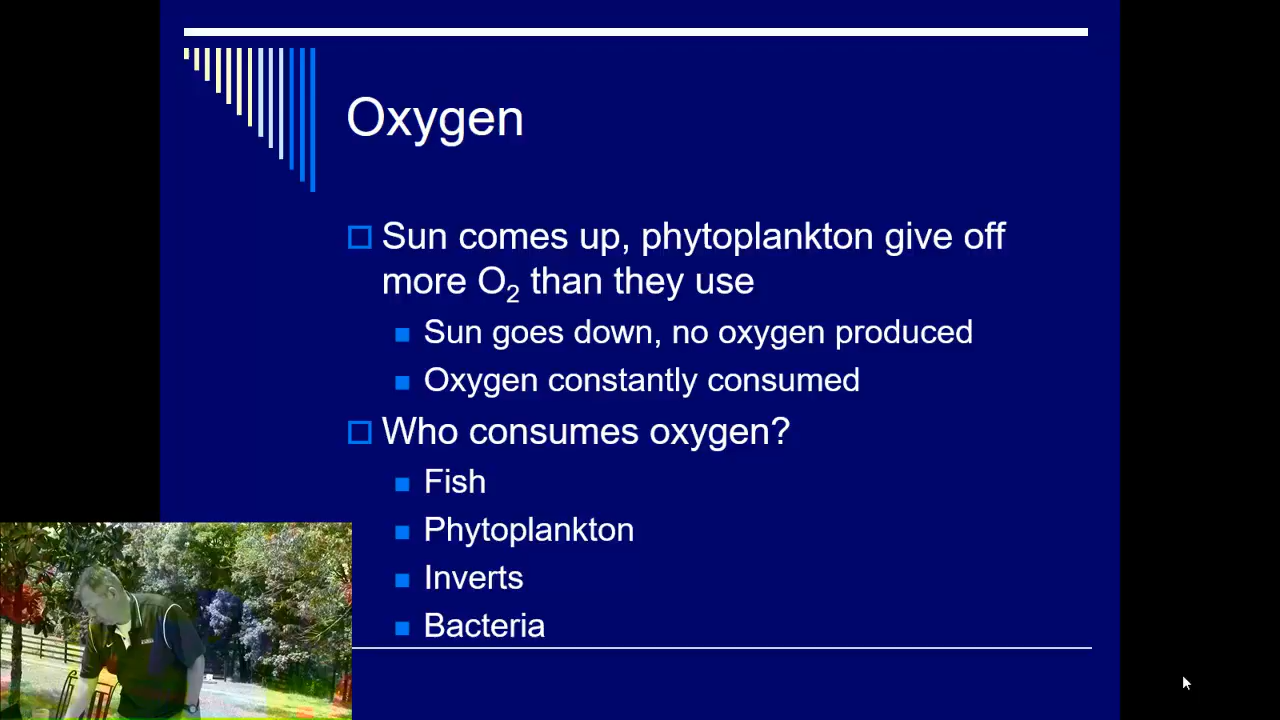 Oxygen
Sun comes up, phytoplankton give off
more O₂ than they use
Sun goes down, no oxygen produced
Oxygen constantly consumed
Who consumes oxygen?
Fish
Phytoplankton
Inverts
Bacteria